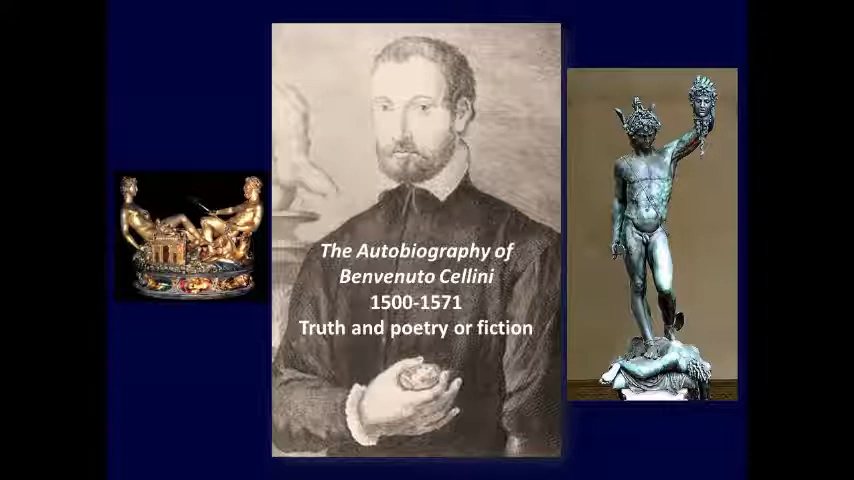 The Autobiography of
Benvenuto Cellini
1500-1571
Truth and poetry or fiction